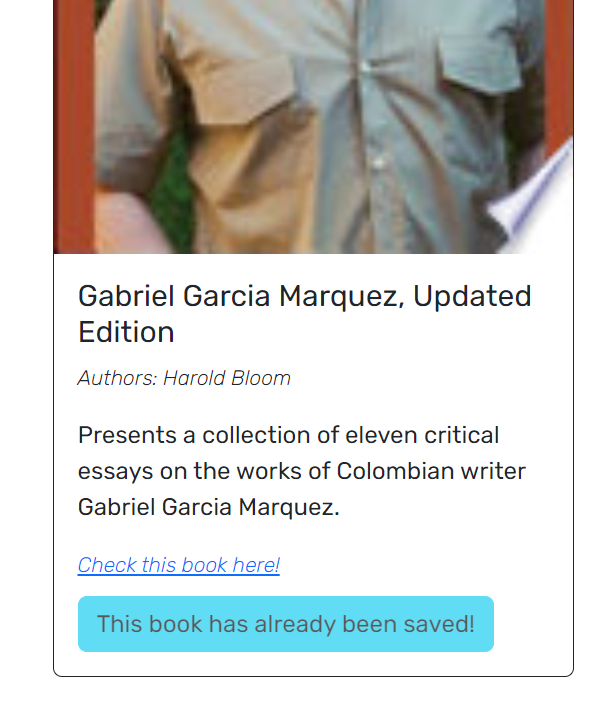 Gabriel Garcia Marquez, Updated
Edition
Authors: Harold Bloom
Presents a collection of eleven critical
essays on the works of Colombian writer
Gabriel Garcia Marquez.
Check this book here!
This book has already been saved!